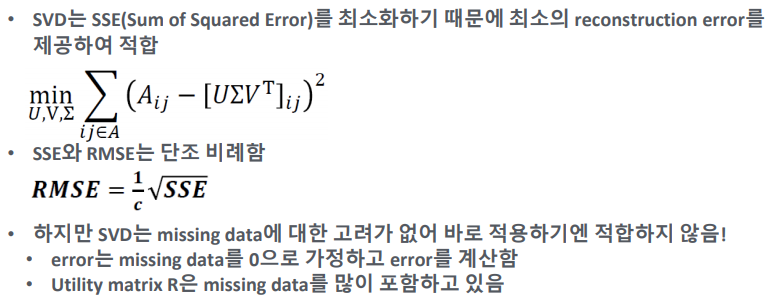 • SVD는 SSE(Sum of Squared Error)를 최소화하기 때문에 최소의 reconstruction error를
제공하여 적합
min_{U,V,Σ} ∑_{ij∈A} (A_{ij} − [UΣV^T]_{ij})^2
• SSE와 RMSE는 단조 비례함
RMSE = \frac{1}{c}\sqrt{SSE}
• 하지만 SVD는 missing data에 대한 고려가 없어 바로 적용하기엔 적합하지 않음!
• error는 missing data를 0으로 가정하고 error를 계산함
• Utility matrix R은 missing data를 많이 포함하고 있음